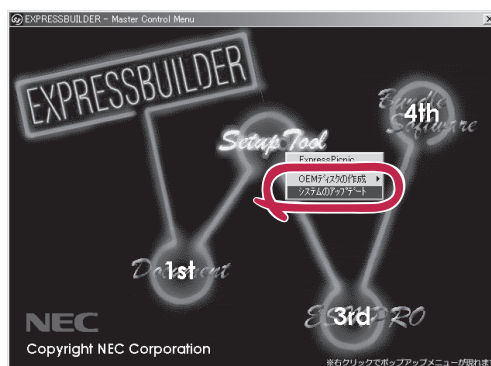 EXPRESSBUILDER - Master Control Menu
EXPRESSBUILDER
Setup Tool
ExpressPicnic
OEMディスクの作成
システムのアップデート
Bundle
4th
Software
1st
Document
3rd
ESMPRO
NEC
Copyright NEC Corporation
※右クリックでポップアップメニューが現れます